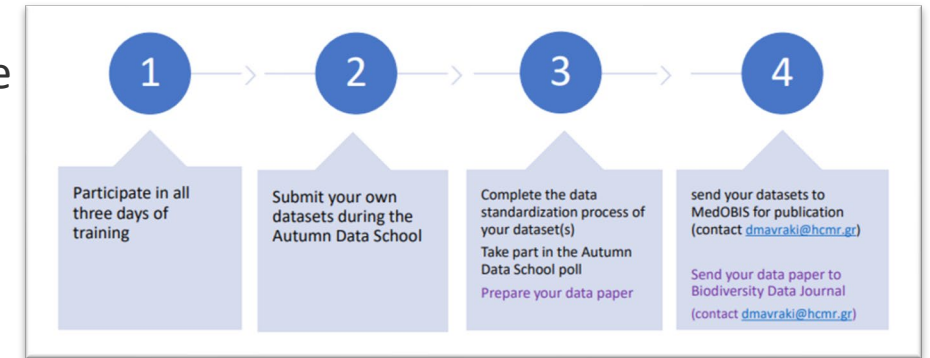 e
1
2
3
4
Participate in all
three days of
training
Submit your own
datasets during the
Autumn Data School
Complete the data
standardization process of
your dataset(s)
Take part in the Autumn
Data School poll
Prepare your data paper
send your datasets to
MedOBIS for publication
(contact dmavraki@hcmr.gr)
Send your data paper to
Biodiversity Data Journal
(contact dmavraki@hcmr.gr)